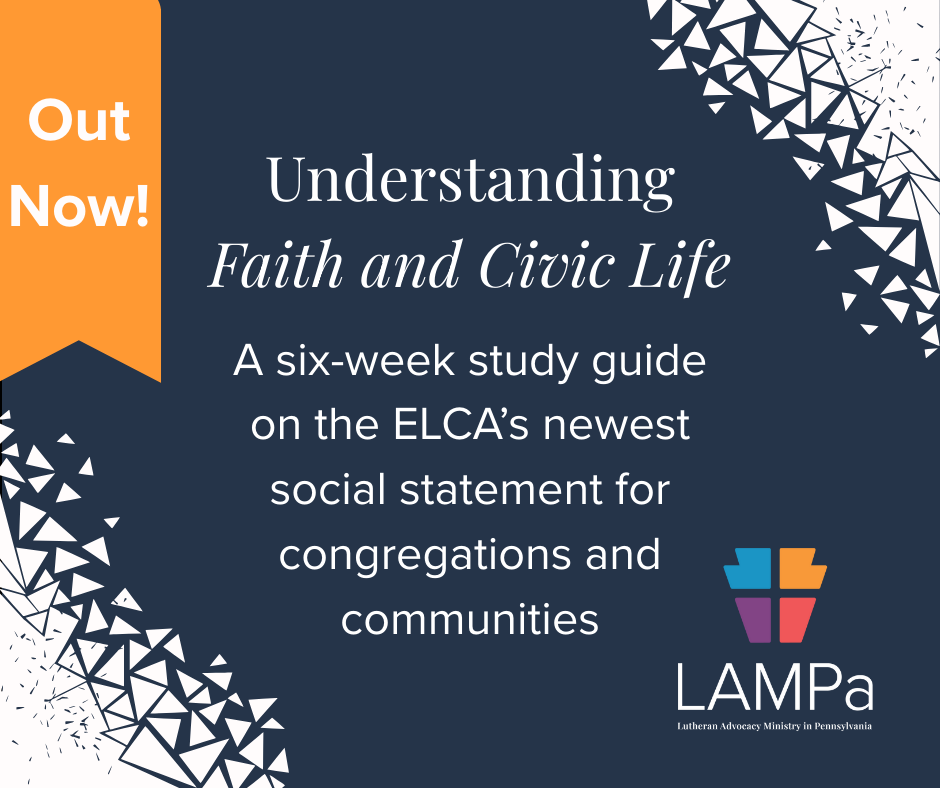 Out
Now!
Understanding
Faith and Civic Life
A six-week study guide
on the ELCA’s newest
social statement for
congregations and
communities
LAMPa
Lutheran Advocacy Ministry in Pennsylvania